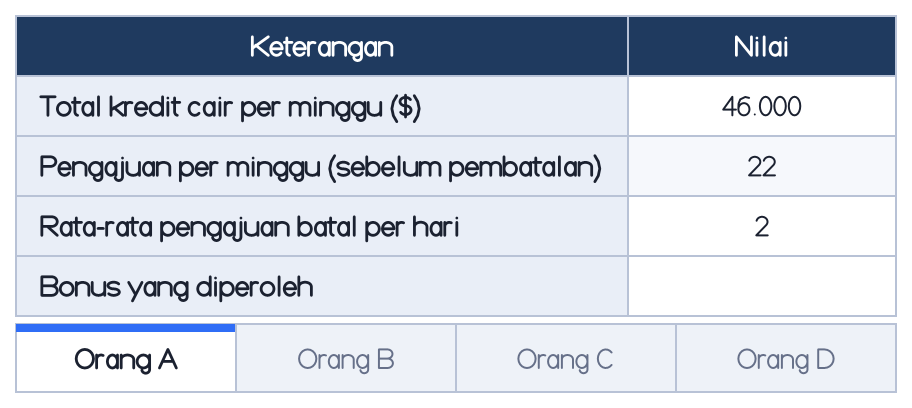 Keterangan Nilai
Total kredit cair per minggu ($) 46.000
Pengajuan per minggu (sebelum pembatalan) 22
Rata-rata pengajuan batal per hari 2
Bonus yang diperoleh
Orang A Orang B Orang C Orang D